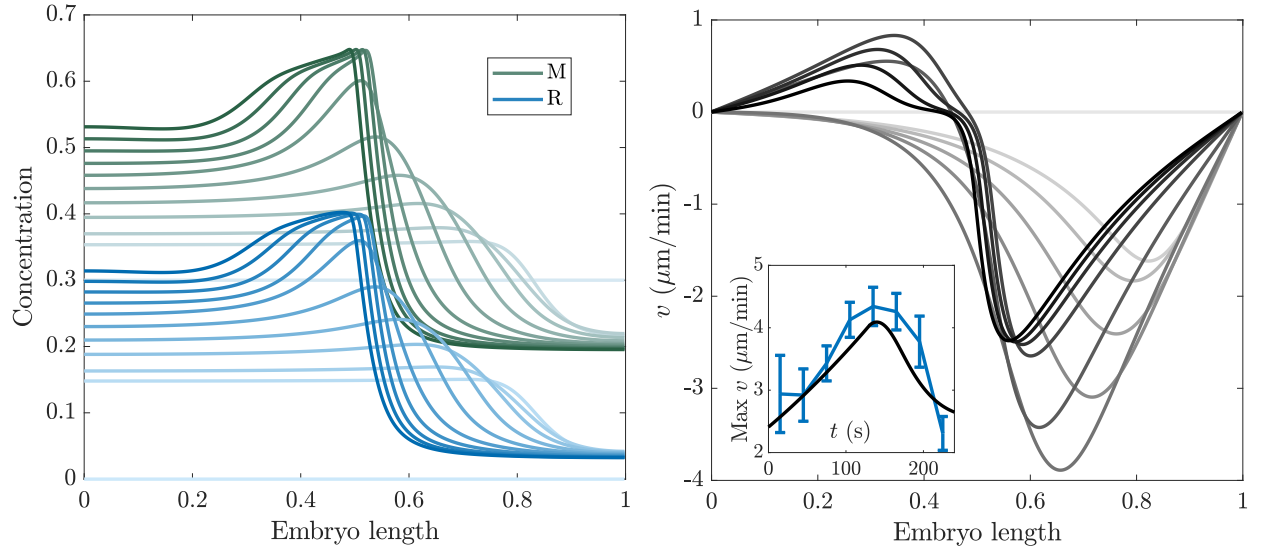 0.7
0.6
0.5
0.4
0.3
0.2
0.1
0
Concentration
M
R
0 0.2 0.4 0.6 0.8 1
Embryo length
1
0
-1
-2
-3
-4
v (μm/min)
5
4
3
2
Max v (μm/min)
t (s)
0 100 200
0 0.2 0.4 0.6 0.8 1
Embryo length